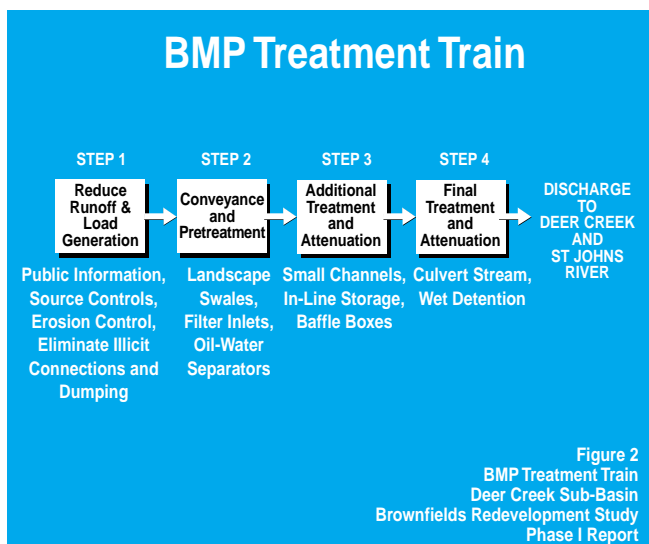 BMP Treatment Train
STEP 1
Reduce
Runoff &
Load
Generation
Public Information,
Source Controls,
Erosion Control,
Eliminate Illicit
Connections and
Dumping
STEP 2
Conveyance
and
Pretreatment
Landscape
Swales,
Filter Inlets,
Oil-Water
Separators
STEP 3
Additional
Treatment
and
Attenuation
Small Channels,
In-Line Storage,
Baffle Boxes
STEP 4
Final
Treatment
and
Attenuation
Culvert Stream,
Wet Detention
DISCHARGE
TO
DEER CREEK
AND
ST JOHNS
RIVER
Figure 2
BMP Treatment Train
Deer Creek Sub-Basin
Brownfields Redevelopment Study
Phase I Report